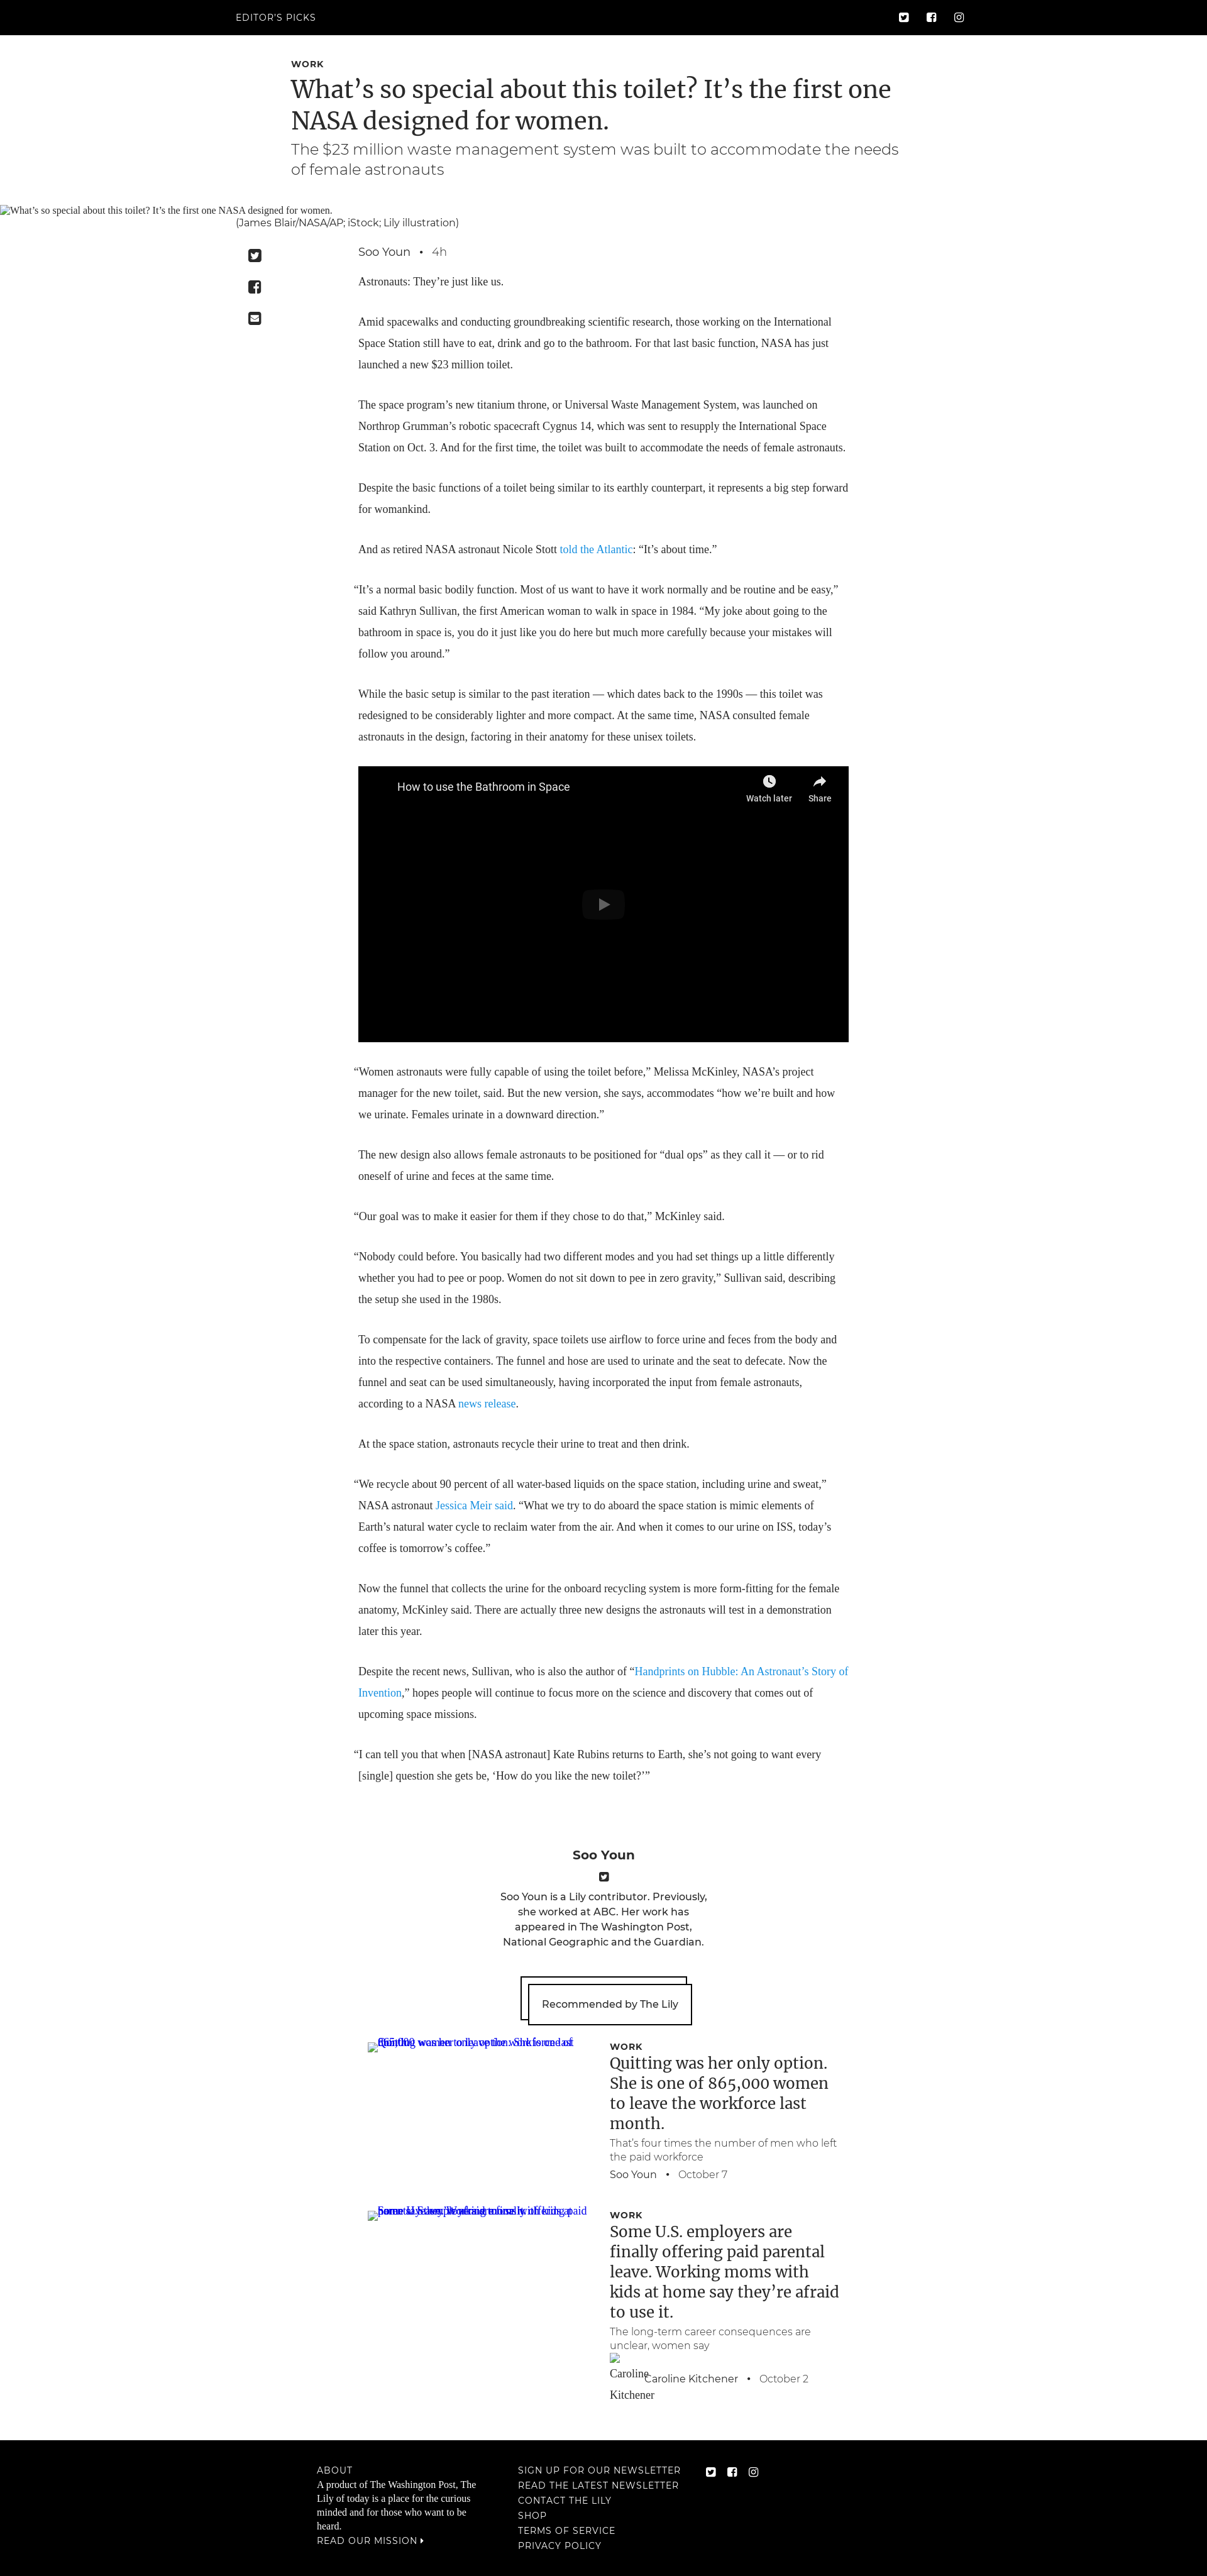 EDITOR'S PICKS
WORK
What’s so special about this toilet? It’s the first one
NASA designed for women.
The $23 million waste management system was built to accommodate the needs
of female astronauts
What’s so special about this toilet? It’s the first one NASA designed for women.
(James Blair/NASA/AP; iStock; Lily illustration)
Soo Youn • 4h
Astronauts: They’re just like us.
Amid spacewalks and conducting groundbreaking scientific research, those working on the International
Space Station still have to eat, drink and go to the bathroom. For that last basic function, NASA has just
launched a new $23 million toilet.
The space program’s new titanium throne, or Universal Waste Management System, was launched on
Northrop Grumman’s robotic spacecraft Cygnus 14, which was sent to resupply the International Space
Station on Oct. 3. And for the first time, the toilet was built to accommodate the needs of female astronauts.
Despite the basic functions of a toilet being similar to its earthly counterpart, it represents a big step forward
for womankind.
And as retired NASA astronaut Nicole Stott told the Atlantic: “It’s about time.”
“It’s a normal basic bodily function. Most of us want to have it work normally and be routine and be easy,”
said Kathryn Sullivan, the first American woman to walk in space in 1984. “My joke about going to the
bathroom in space is, you do it just like you do here but much more carefully because your mistakes will
follow you around.”
While the basic setup is similar to the past iteration — which dates back to the 1990s — this toilet was
redesigned to be considerably lighter and more compact. At the same time, NASA consulted female
astronauts in the design, factoring in their anatomy for these unisex toilets.
How to use the Bathroom in Space
Watch later
Share
“Women astronauts were fully capable of using the toilet before,” Melissa McKinley, NASA’s project
manager for the new toilet, said. But the new version, she says, accommodates “how we’re built and how
we urinate. Females urinate in a downward direction.”
The new design also allows female astronauts to be positioned for “dual ops” as they call it — or to rid
oneself of urine and feces at the same time.
“Our goal was to make it easier for them if they chose to do that,” McKinley said.
“Nobody could before. You basically had two different modes and you had set things up a little differently
whether you had to pee or poop. Women do not sit down to pee in zero gravity,” Sullivan said, describing
the setup she used in the 1980s.
To compensate for the lack of gravity, space toilets use airflow to force urine and feces from the body and
into the respective containers. The funnel and hose are used to urinate and the seat to defecate. Now the
funnel and seat can be used simultaneously, having incorporated the input from female astronauts,
according to a NASA news release.
At the space station, astronauts recycle their urine to treat and then drink.
“We recycle about 90 percent of all water-based liquids on the space station, including urine and sweat,”
NASA astronaut Jessica Meir said. “What we try to do aboard the space station is mimic elements of
Earth’s natural water cycle to reclaim water from the air. And when it comes to our urine on ISS, today’s
coffee is tomorrow’s coffee.”
Now the funnel that collects the urine for the onboard recycling system is more form-fitting for the female
anatomy, McKinley said. There are actually three new designs the astronauts will test in a demonstration
later this year.
Despite the recent news, Sullivan, who is also the author of “Handprints on Hubble: An Astronaut’s Story of
Invention,” hopes people will continue to focus more on the science and discovery that comes out of
upcoming space missions.
“I can tell you that when [NASA astronaut] Kate Rubins returns to Earth, she’s not going to want every
[single] question she gets be, ‘How do you like the new toilet?’”
Soo Youn
Soo Youn is a Lily contributor. Previously,
she worked at ABC. Her work has
appeared in The Washington Post,
National Geographic and the Guardian.
Recommended by The Lily
WORK
Quitting was her only option.
She is one of 865,000 women
to leave the workforce last
month.
That’s four times the number of men who left
the paid workforce
Soo Youn • October 7
WORK
Some U.S. employers are
finally offering paid parental
leave. Working moms with
kids at home say they’re afraid
to use it.
The long-term career consequences are
unclear, women say
Caroline
Kitchener
Caroline Kitchener • October 2
ABOUT
A product of The Washington Post, The
Lily of today is a place for the curious
minded and for those who want to be
heard.
READ OUR MISSION
SIGN UP FOR OUR NEWSLETTER
READ THE LATEST NEWSLETTER
CONTACT THE LILY
SHOP
TERMS OF SERVICE
PRIVACY POLICY